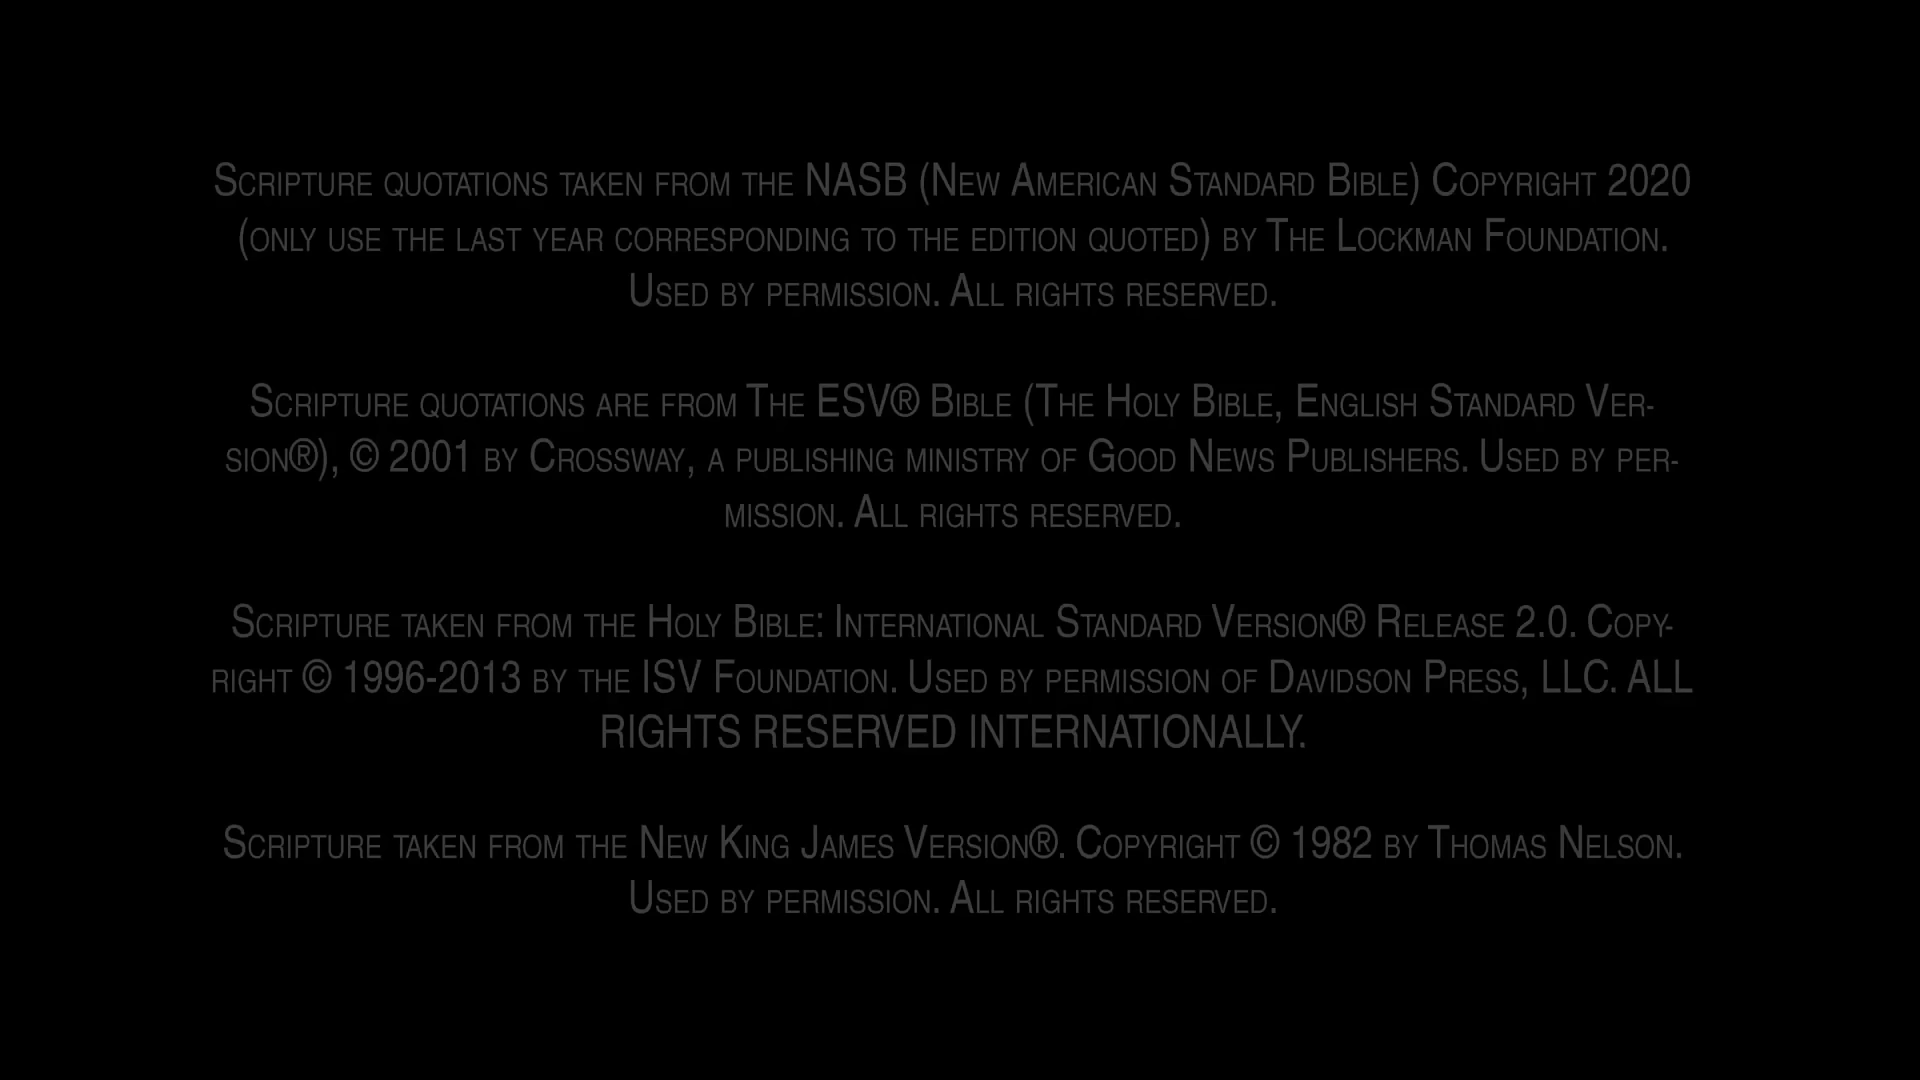 Scripture quotations taken from the NASB (New American Standard Bible) Copyright 2020
(only use the last year corresponding to the edition quoted) by The Lockman Foundation.
Used by permission. All rights reserved.
Scripture quotations are from The ESV® Bible (The Holy Bible, English Standard Ver-
sion®), © 2001 by Crossway, a publishing ministry of Good News Publishers. Used by per-
mission. All rights reserved.
Scripture taken from the Holy Bible: International Standard Version® Release 2.0. Copy-
right © 1996-2013 by the ISV Foundation. Used by permission of Davidson Press, LLC. ALL
RIGHTS RESERVED INTERNATIONALLY.
Scripture taken from the New King James Version®. Copyright © 1982 by Thomas Nelson.
Used by permission. All rights reserved.